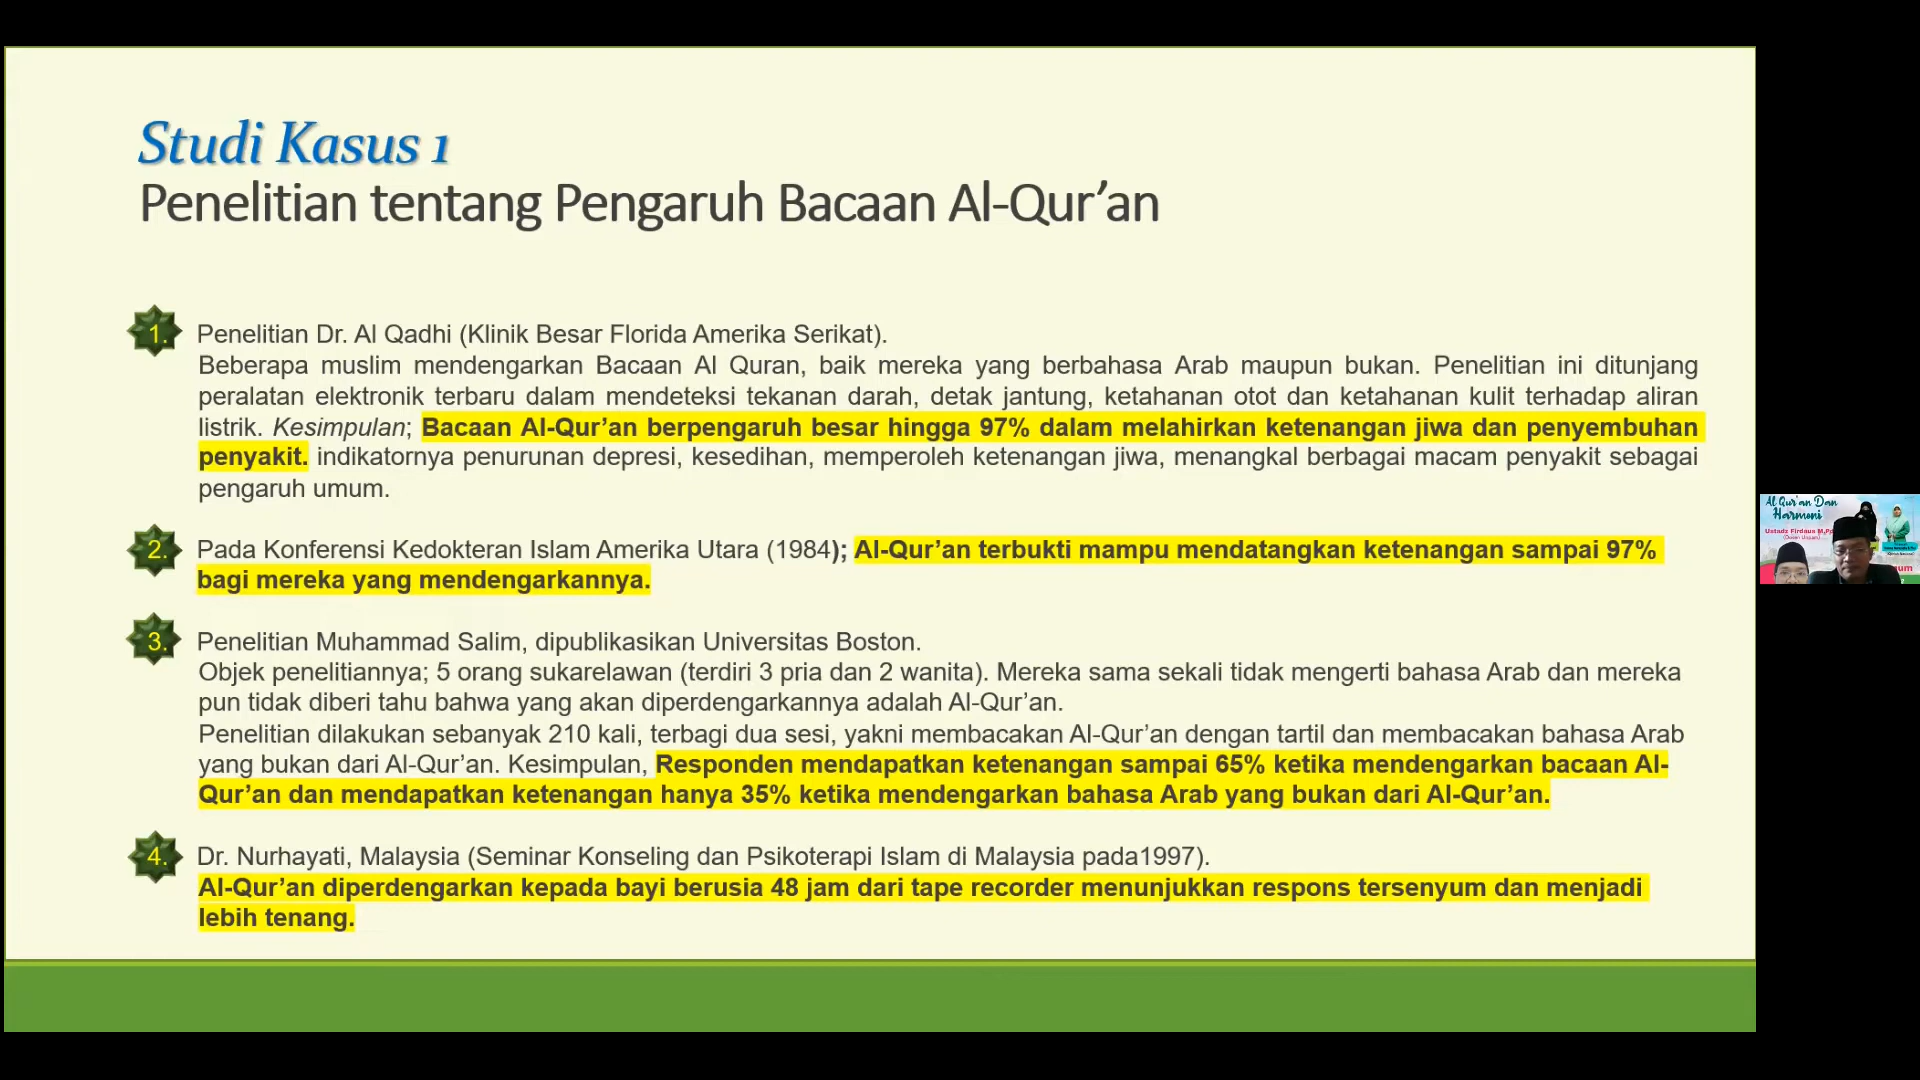 Studi Kasus 1
Penelitian tentang Pengaruh Bacaan Al-Qur’an
1. Penelitian Dr. Al Qadhi (Klinik Besar Florida Amerika Serikat).
Beberapa muslim mendengarkan Bacaan Al Quran, baik mereka yang berbahasa Arab maupun bukan. Penelitian ini ditunjang
peralatan elektronik terbaru dalam mendeteksi tekanan darah, detak jantung, ketahanan otot dan ketahanan kulit terhadap aliran
listrik. Kesimpulan; Bacaan Al-Qur’an berpengaruh besar hingga 97% dalam melahirkan ketenangan jiwa dan penyembuhan
penyakit. indikatornya penurunan depresi, kesedihan, memperoleh ketenangan jiwa, menangkal berbagai macam penyakit sebagai
pengaruh umum.
2. Pada Konferensi Kedokteran Islam Amerika Utara (1984); Al-Qur’an terbukti mampu mendatangkan ketenangan sampai 97%
bagi mereka yang mendengarkannya.
3. Penelitian Muhammad Salim, dipublikasikan Universitas Boston.
Objek penelitiannya; 5 orang sukarelawan (terdiri 3 pria dan 2 wanita). Mereka sama sekali tidak mengerti bahasa Arab dan mereka
pun tidak diberi tahu bahwa yang akan diperdengarkannya adalah Al-Qur’an.
Penelitian dilakukan sebanyak 210 kali, terbagi dua sesi, yakni membacakan Al-Qur’an dengan tartil dan membacakan bahasa Arab
yang bukan dari Al-Qur’an. Kesimpulan, Responden mendapatkan ketenangan sampai 65% ketika mendengarkan bacaan Al-
Qur’an dan mendapatkan ketenangan hanya 35% ketika mendengarkan bahasa Arab yang bukan dari Al-Qur’an.
4. Dr. Nurhayati, Malaysia (Seminar Konseling dan Psikoterapi Islam di Malaysia pada1997).
Al-Qur’an diperdengarkan kepada bayi berusia 48 jam dari tape recorder menunjukkan respons tersenyum dan menjadi
lebih tenang.
Al Qur'an Dan
Harmoni
Ustadz Firdaus